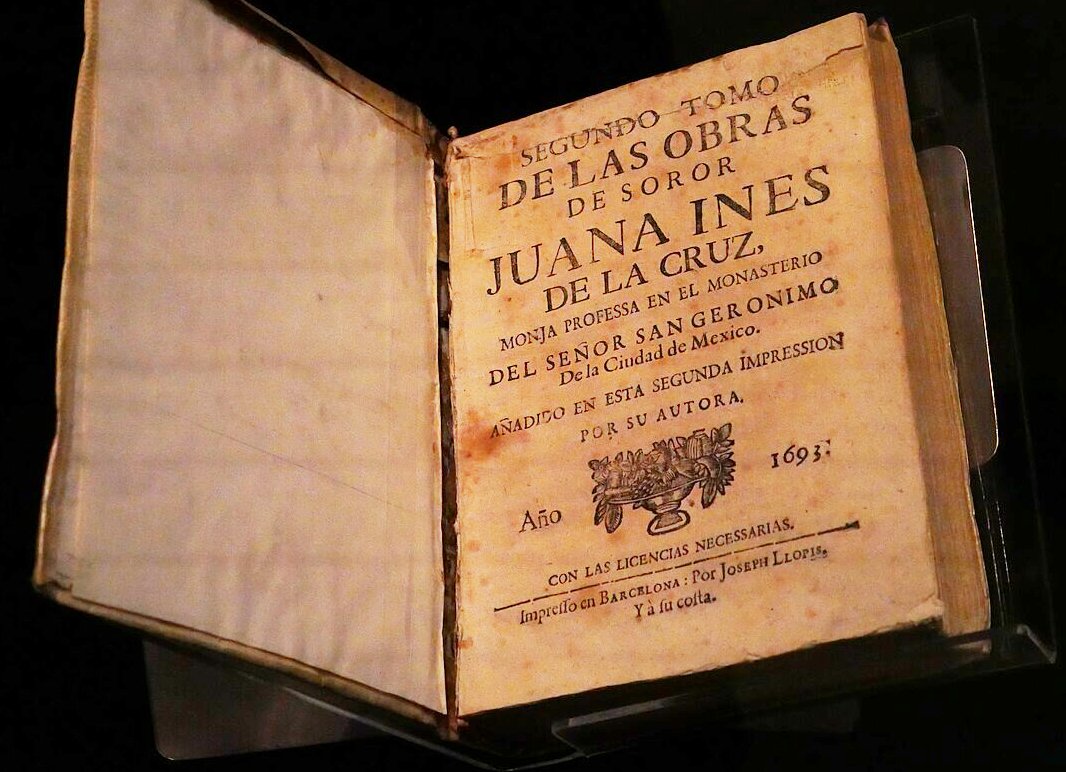 SEGUNDO TOMO
DE LAS OBRAS
DE SOROR
JUANA INES
DE LA CRUZ,
MONJA PROFESSA EN EL MONASTERIO
DEL SEÑOR SAN GERONIMO
De la Ciudad de Mexico.
AÑADIDO EN ESTA SEGUNDA IMPRESSION
POR SU AUTORA.
Año 1693.
CON LAS LICENCIAS NECESSARIAS.
Impreſſo en BARCELONA: Por JOSEPH LLOPIS.
Y à ſu coſta.